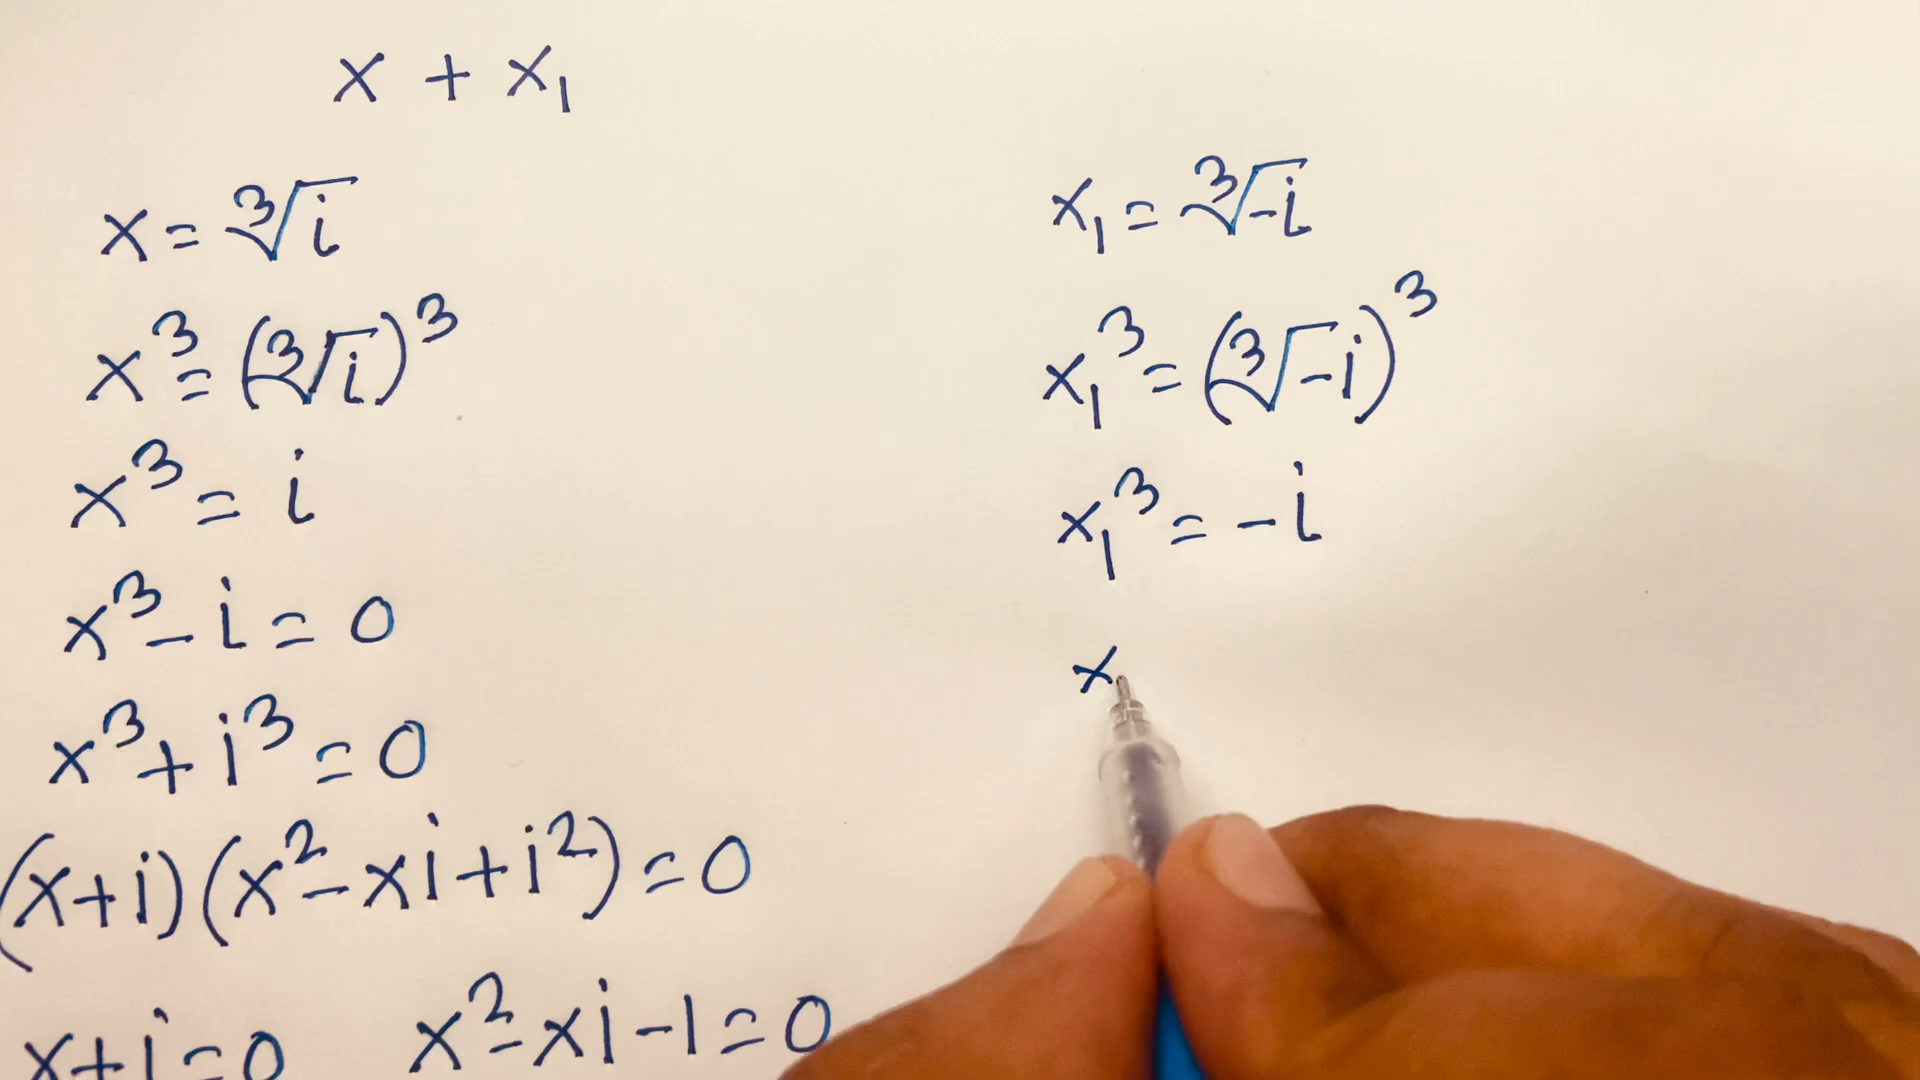 x + x₁
x = ∛i
x³ = (∛i)³
x³ = i
x³ - i = 0
x³ + i³ = 0
(x+i)(x² - xi + i²) = 0
x+i=0 x² - xi - 1 = 0
x₁ = ∛-i
x₁³ = (∛-i)³
x₁³ = -i
x